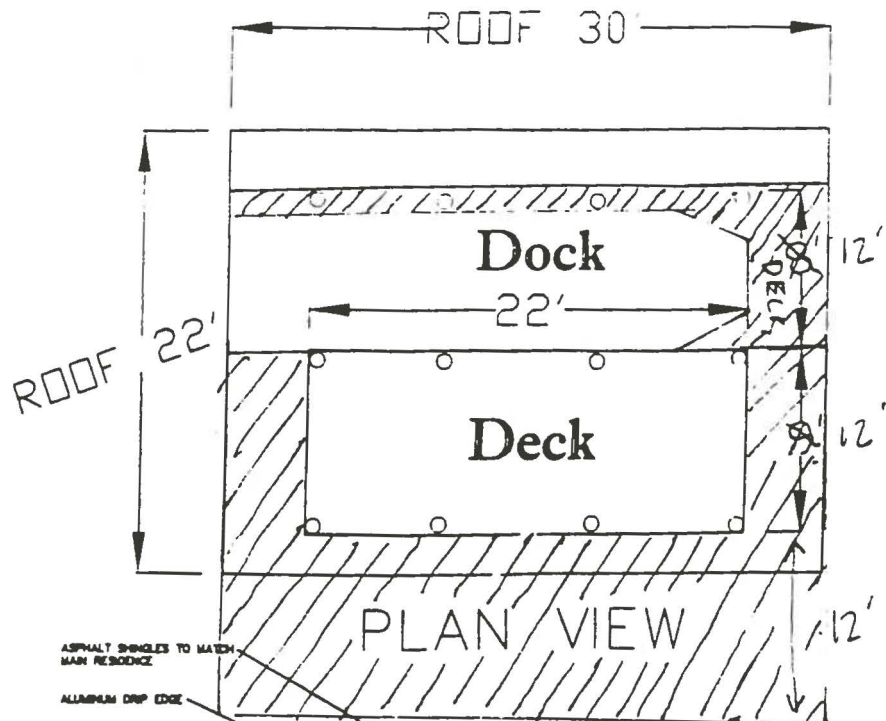 ROOF 30'
ROOF 22'
Dock
DECK
12'
22'
Deck
12'
PLAN VIEW
12'
ASPHALT SHINGLES TO MATCH
MAIN RESIDENCE
ALUMINUM DRIP EDGE